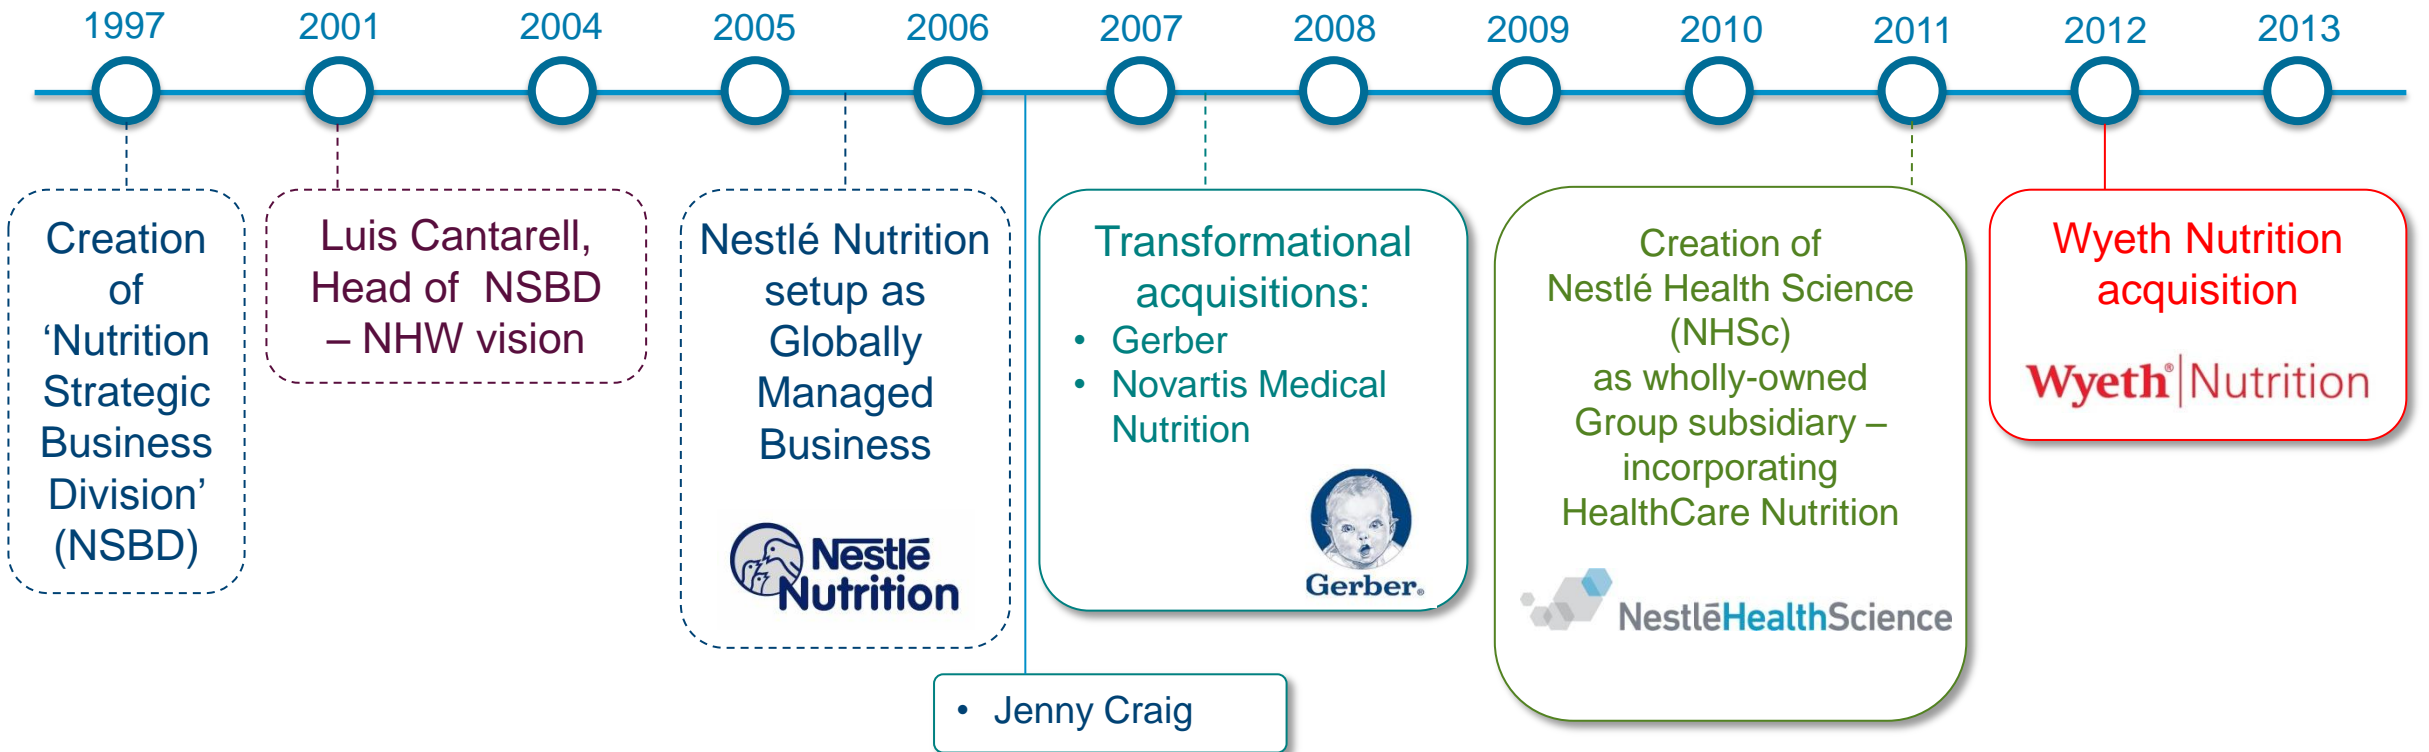 1997
2001
2004
2005
2006
2007
2008
2009
2010
2011
2012
2013
Creation
of
‘Nutrition
Strategic
Business
Division’
(NSBD)
Luis Cantarell,
Head of NSBD
– NHW vision
Nestlé Nutrition
setup as
Globally
Managed
Business
Nestlé
Nutrition
• Jenny Craig
Transformational
acquisitions:
• Gerber
• Novartis Medical
Nutrition
Gerber®
Creation of
Nestlé Health Science
(NHSc)
as wholly-owned
Group subsidiary –
incorporating
HealthCare Nutrition
NestléHealthScience
Wyeth Nutrition
acquisition
Wyeth® | Nutrition